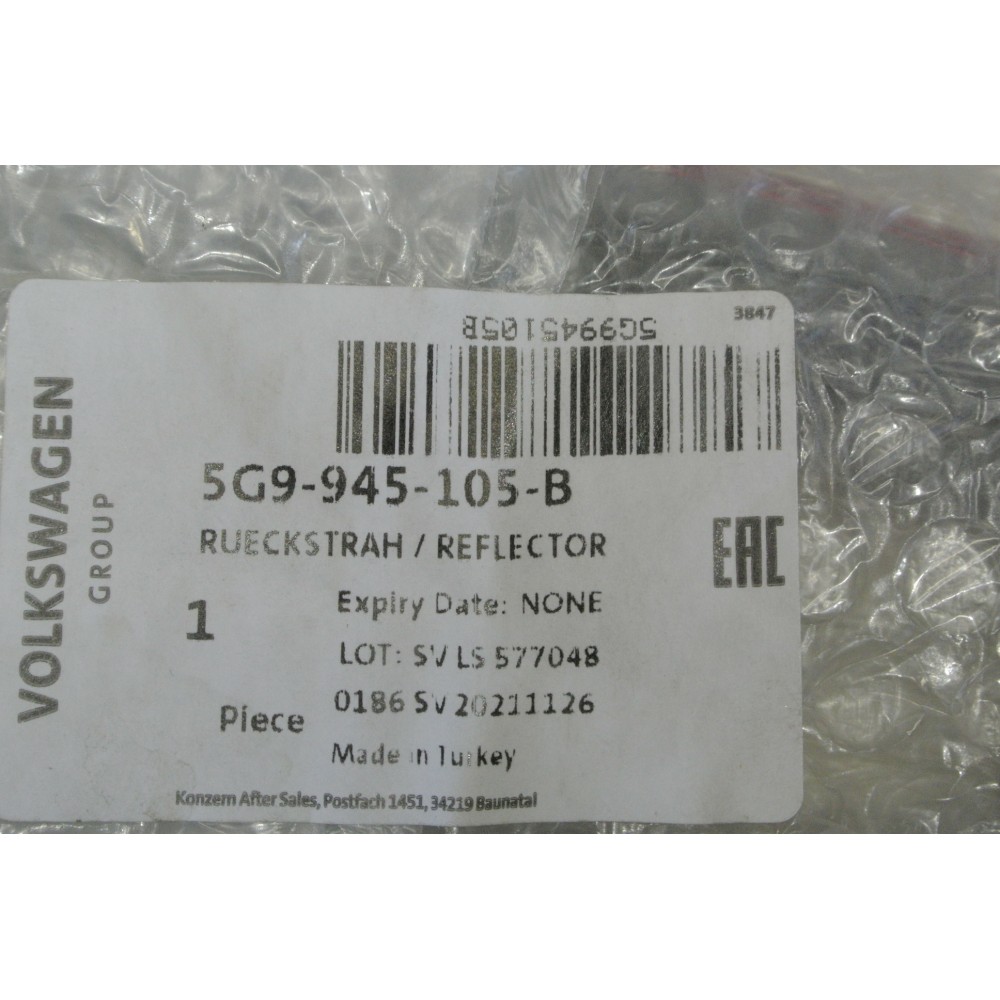 3847
5G9945105B
5G9-945-105-B
RUECKSTRAH / REFLECTOR
EAC
VOLKSWAGEN
GROUP
1
Piece
Expiry Date: NONE
LOT: SV LS 577048
0186 SV 20211126
Made in Turkey
Konzern After Sales, Postfach 1451, 34219 Baunatal